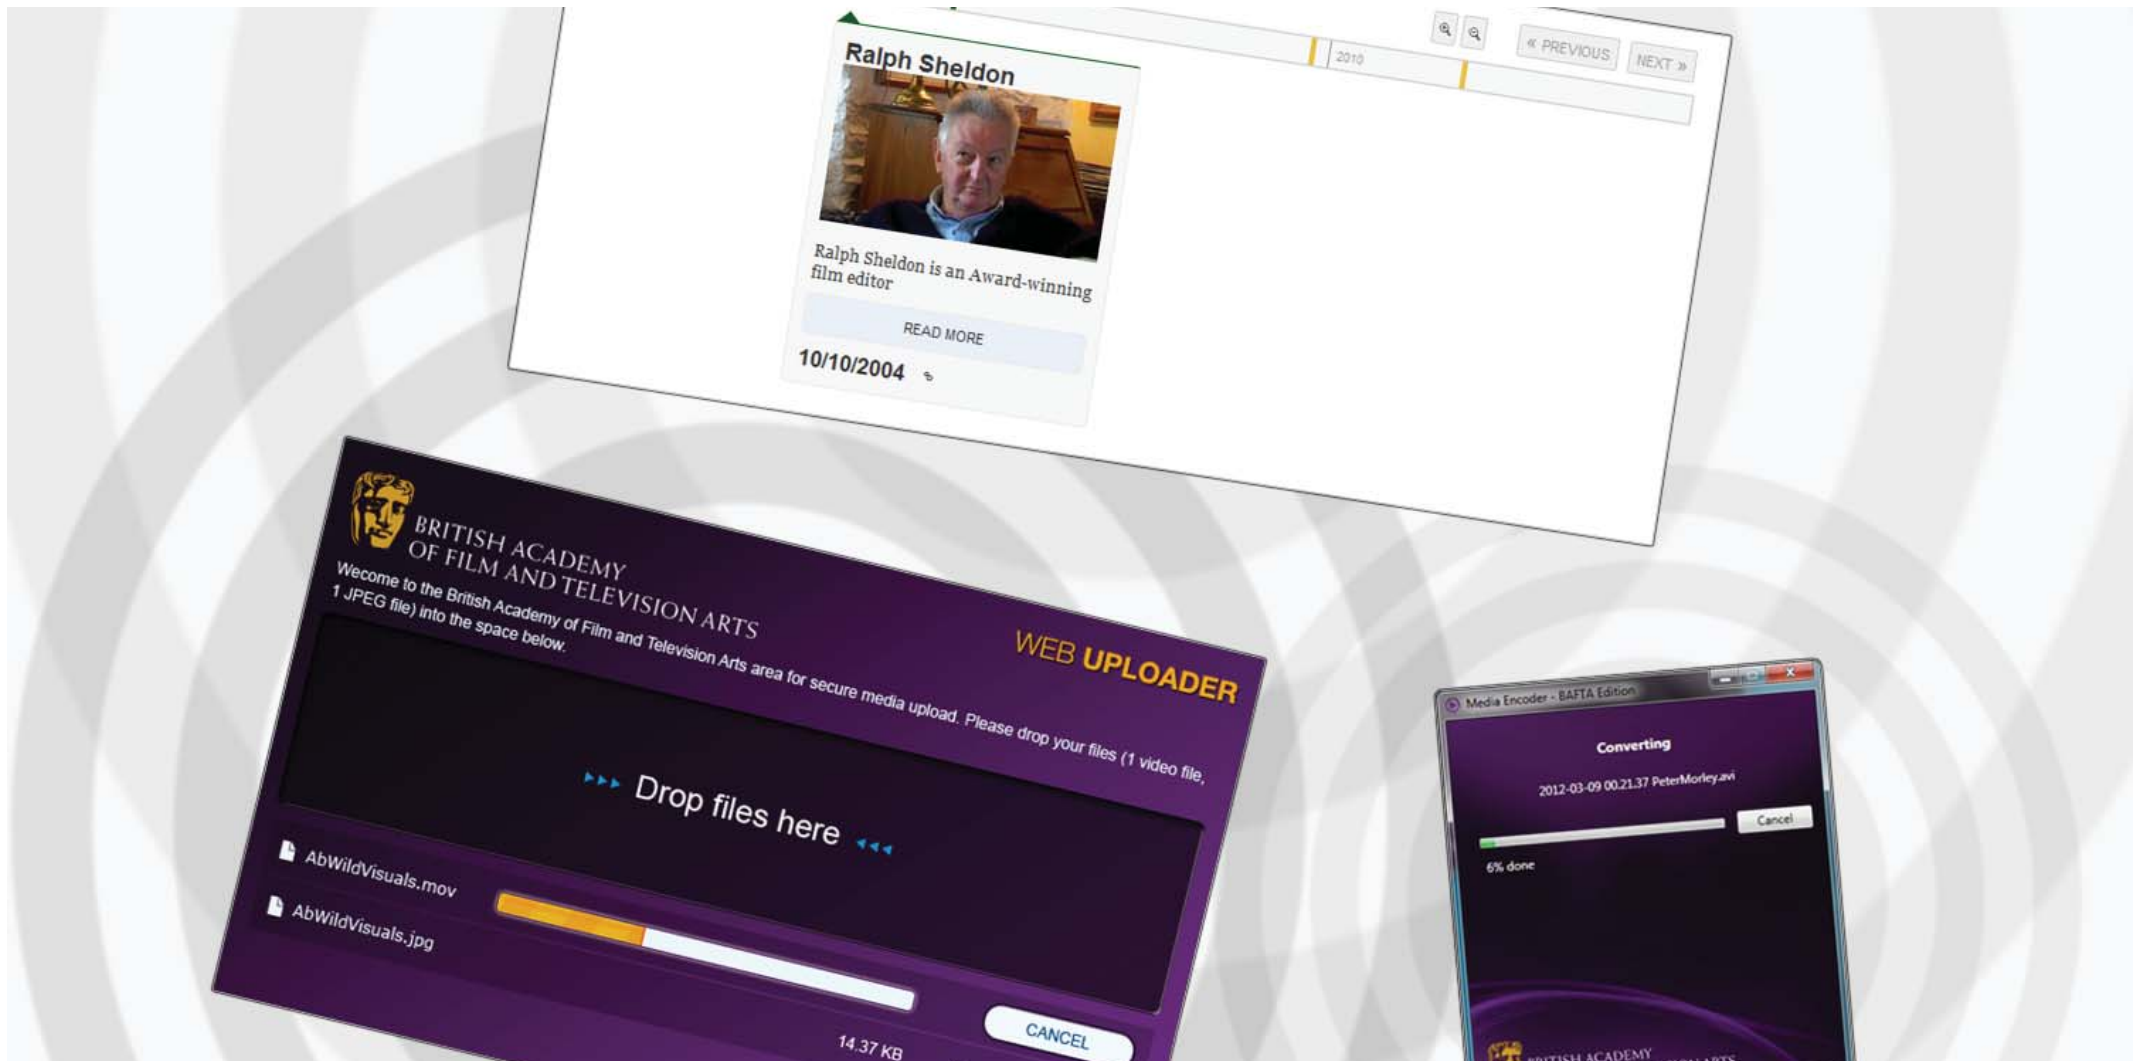 « PREVIOUS
NEXT »
2010
Ralph Sheldon
Ralph Sheldon is an Award-winning
film editor
READ MORE
10/10/2004
BRITISH ACADEMY
OF FILM AND TELEVISION ARTS
WEB UPLOADER
Wecome to the British Academy of Film and Television Arts area for secure media upload. Please drop your files (1 video file,
1 JPEG file) into the space below.
▸▸▸ Drop files here ◂◂◂
AbWildVisuals.mov
AbWildVisuals.jpg
14.37 KB
CANCEL
Media Encoder - BAFTA Edition
Converting
2012-03-09 00.21.37 PeterMorley.avi
Cancel
6% done
BRITISH ACADEMY